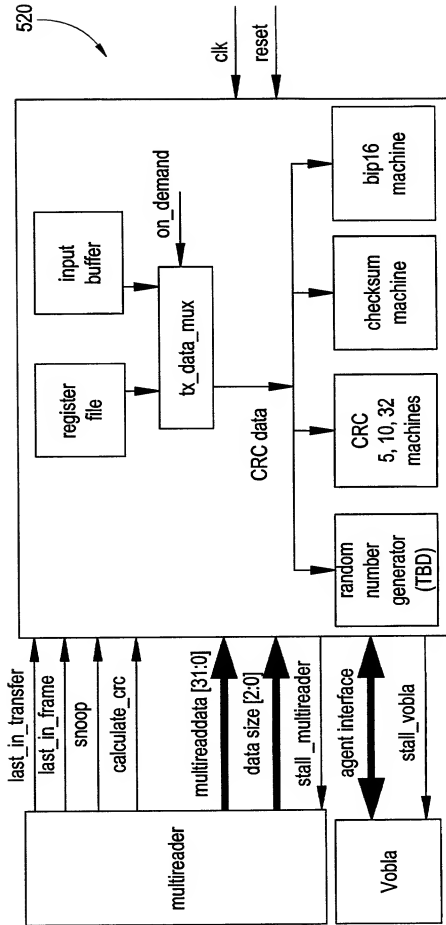 520
clk
reset
input
buffer
register
file
on_demand
tx_data_mux
CRC data
bip16
machine
checksum
machine
CRC
5, 10, 32
machines
random
number
generator
(TBD)
last_in_transfer
last_in_frame
snoop
calculate_crc
multireaddata [31:0]
data size [2:0]
stall_multireader
agent interface
stall_vobla
multireader
Vobla